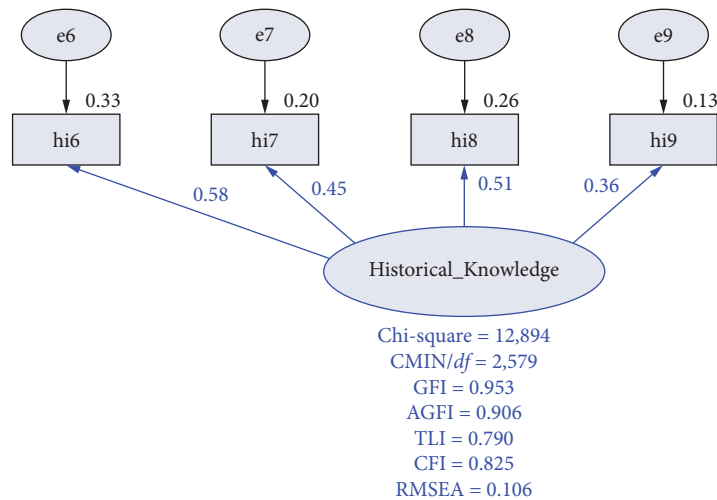 e6 e7 e8 e9
0.33 0.20 0.26 0.13
hi6 hi7 hi8 hi9
0.58 0.45 0.51 0.36
Historical_Knowledge
Chi-square = 12,894
CMIN/df = 2,579
GFI = 0.953
AGFI = 0.906
TLI = 0.790
CFI = 0.825
RMSEA = 0.106